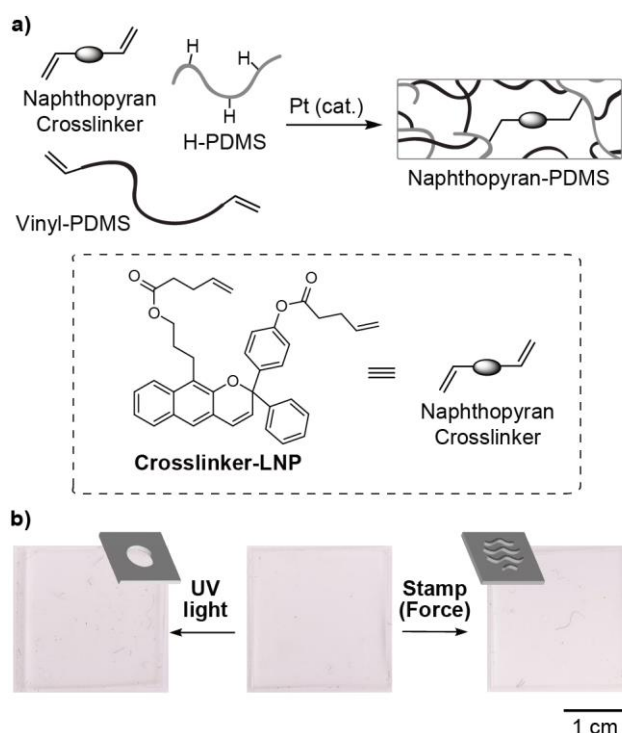 a)
H
H
H
Naphthopyran
Crosslinker
H-PDMS
Pt (cat.)
Naphthopyran-PDMS
Vinyl-PDMS
O
O
O
O
O
Naphthopyran
Crosslinker
Crosslinker-LNP
b)
UV
light
Stamp
(Force)
1 cm